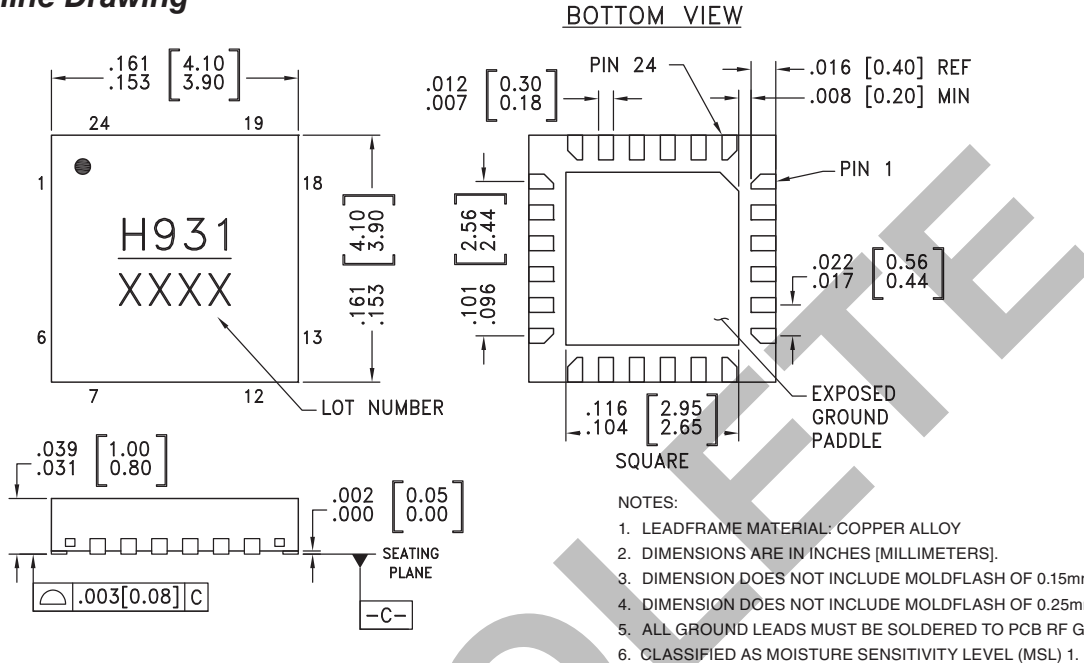 BOTTOM VIEW
.161 [4.10]
.153 [3.90]
24 19
1 18
H931
XXXX
6 13
7 12
LOT NUMBER
[4.10]
[3.90]
.161
.153
.012 [0.30]
.007 [0.18]
PIN 24
.016 [0.40] REF
.008 [0.20] MIN
PIN 1
[2.56]
[2.44]
.101
.096
.022 [0.56]
.017 [0.44]
EXPOSED
GROUND
PADDLE
.116 [2.95]
.104 [2.65]
SQUARE
.039 [1.00]
.031 [0.80]
.002 [0.05]
.000 [0.00]
SEATING
PLANE
.003[0.08] C
-C-
NOTES:
1. LEADFRAME MATERIAL: COPPER ALLOY
2. DIMENSIONS ARE IN INCHES [MILLIMETERS].
3. DIMENSION DOES NOT INCLUDE MOLDFLASH OF 0.15m
4. DIMENSION DOES NOT INCLUDE MOLDFLASH OF 0.25m
5. ALL GROUND LEADS MUST BE SOLDERED TO PCB RF G
6. CLASSIFIED AS MOISTURE SENSITIVITY LEVEL (MSL) 1.